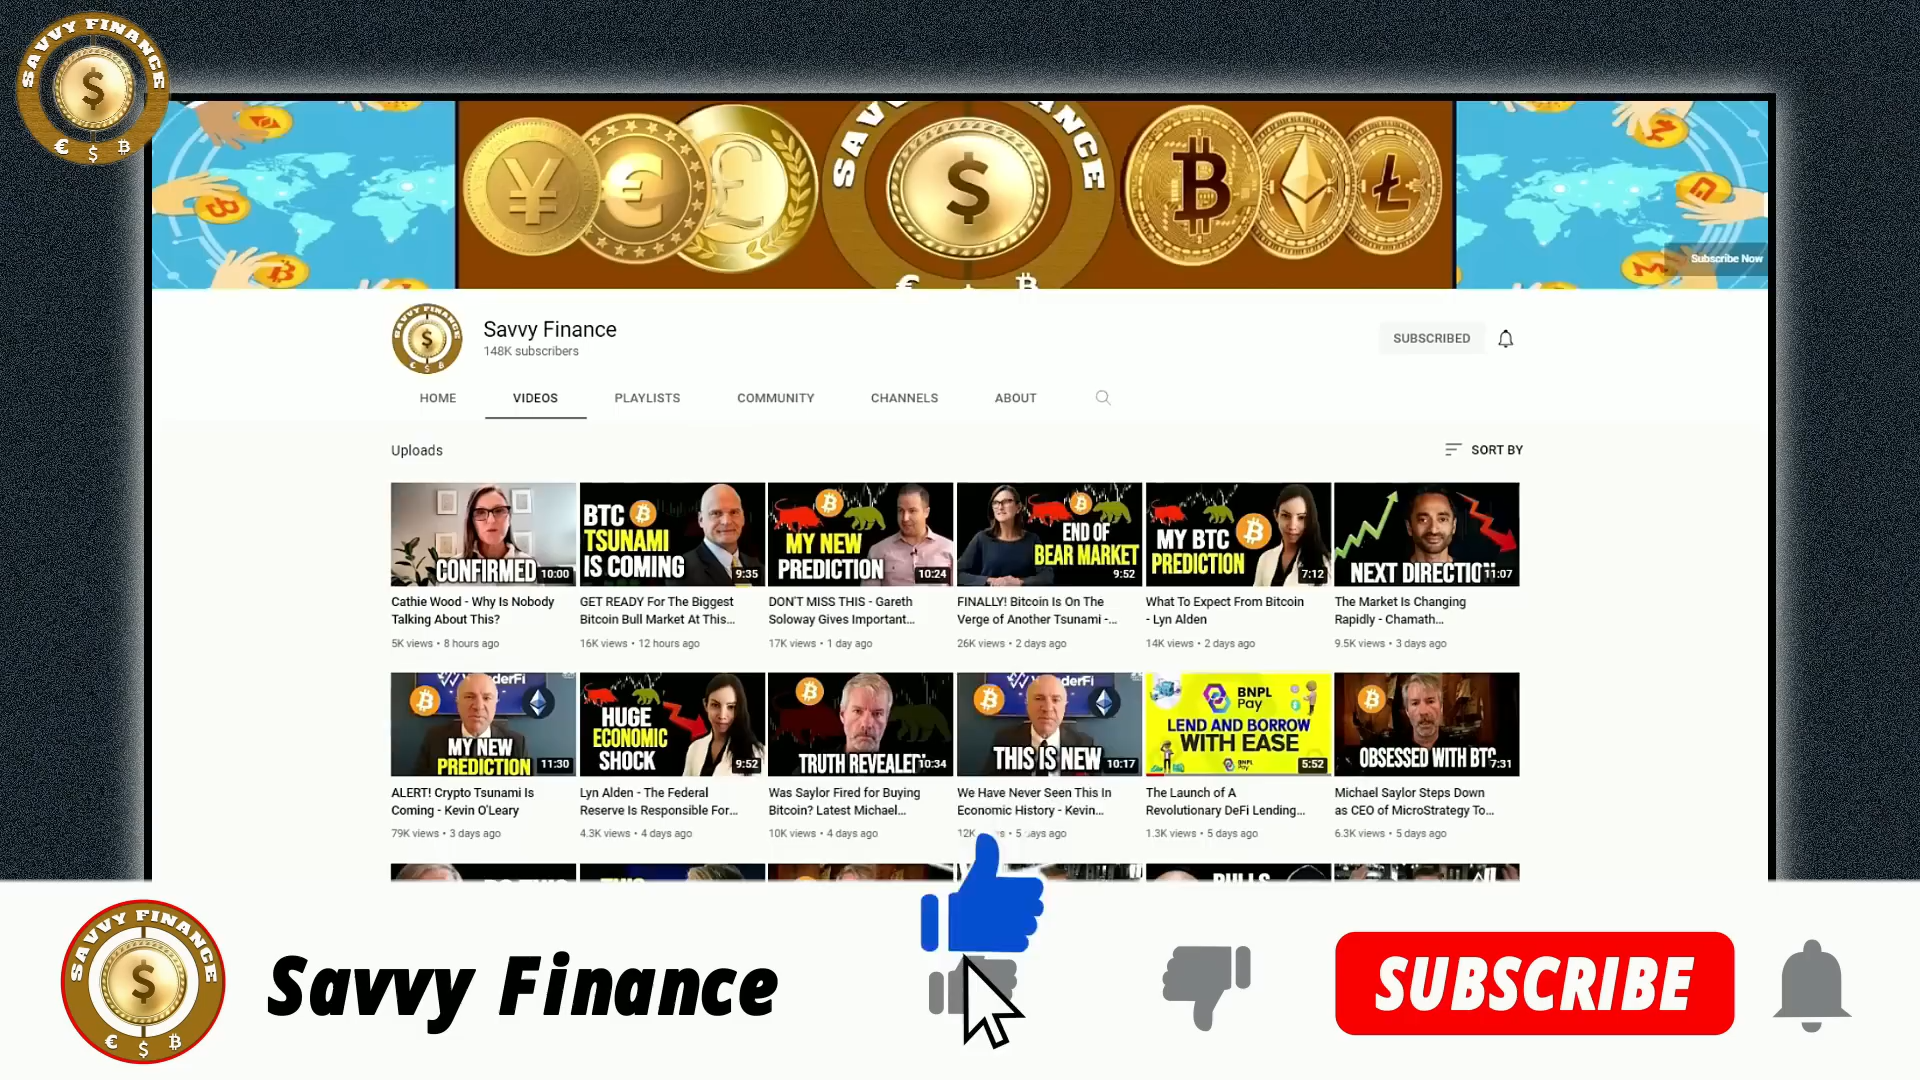 SAVVY FINANCE
$
€ $ B
SAVVY FINANCE
¥ € £ $ B Ł
Subscribe Now
SAVVY FINANCE
$
Savvy Finance
148K subscribers
SUBSCRIBED
HOME VIDEOS PLAYLISTS COMMUNITY CHANNELS ABOUT
Uploads
SORT BY
CONFIRMED 10:00
BTC
TSUNAMI
IS COMING 9:35
MY NEW
PREDICTION 10:24
END OF
BEAR MARKET
9:52
MY BTC
PREDICTION
7:12
NEXT DIRECTION 11:07
Cathie Wood - Why Is Nobody
Talking About This?
5K views • 8 hours ago
GET READY For The Biggest
Bitcoin Bull Market At This...
16K views • 12 hours ago
DON'T MISS THIS - Gareth
Soloway Gives Important...
17K views • 1 day ago
FINALLY! Bitcoin Is On The
Verge of Another Tsunami -...
26K views • 2 days ago
What To Expect From Bitcoin
- Lyn Alden
14K views • 2 days ago
The Market Is Changing
Rapidly - Chamath...
9.5K views • 3 days ago
MY NEW
PREDICTION 11:30
HUGE
ECONOMIC
SHOCK 9:52
TRUTH REVEALED 10:34
THIS IS NEW 10:17
BNPL
Pay
LEND AND BORROW
WITH EASE
BNPL
Pay
5:52
OBSESSED WITH BTC 7:31
ALERT! Crypto Tsunami Is
Coming - Kevin O'Leary
79K views • 3 days ago
Lyn Alden - The Federal
Reserve Is Responsible For...
4.3K views • 4 days ago
Was Saylor Fired for Buying
Bitcoin? Latest Michael...
10K views • 4 days ago
We Have Never Seen This In
Economic History - Kevin...
12K 5 days ago
The Launch of A
Revolutionary DeFi Lending...
1.3K views • 5 days ago
Michael Saylor Steps Down
as CEO of MicroStrategy To...
6.3K views • 5 days ago
SAVVY FINANCE
$
€ $ B
Savvy Finance
SUBSCRIBE